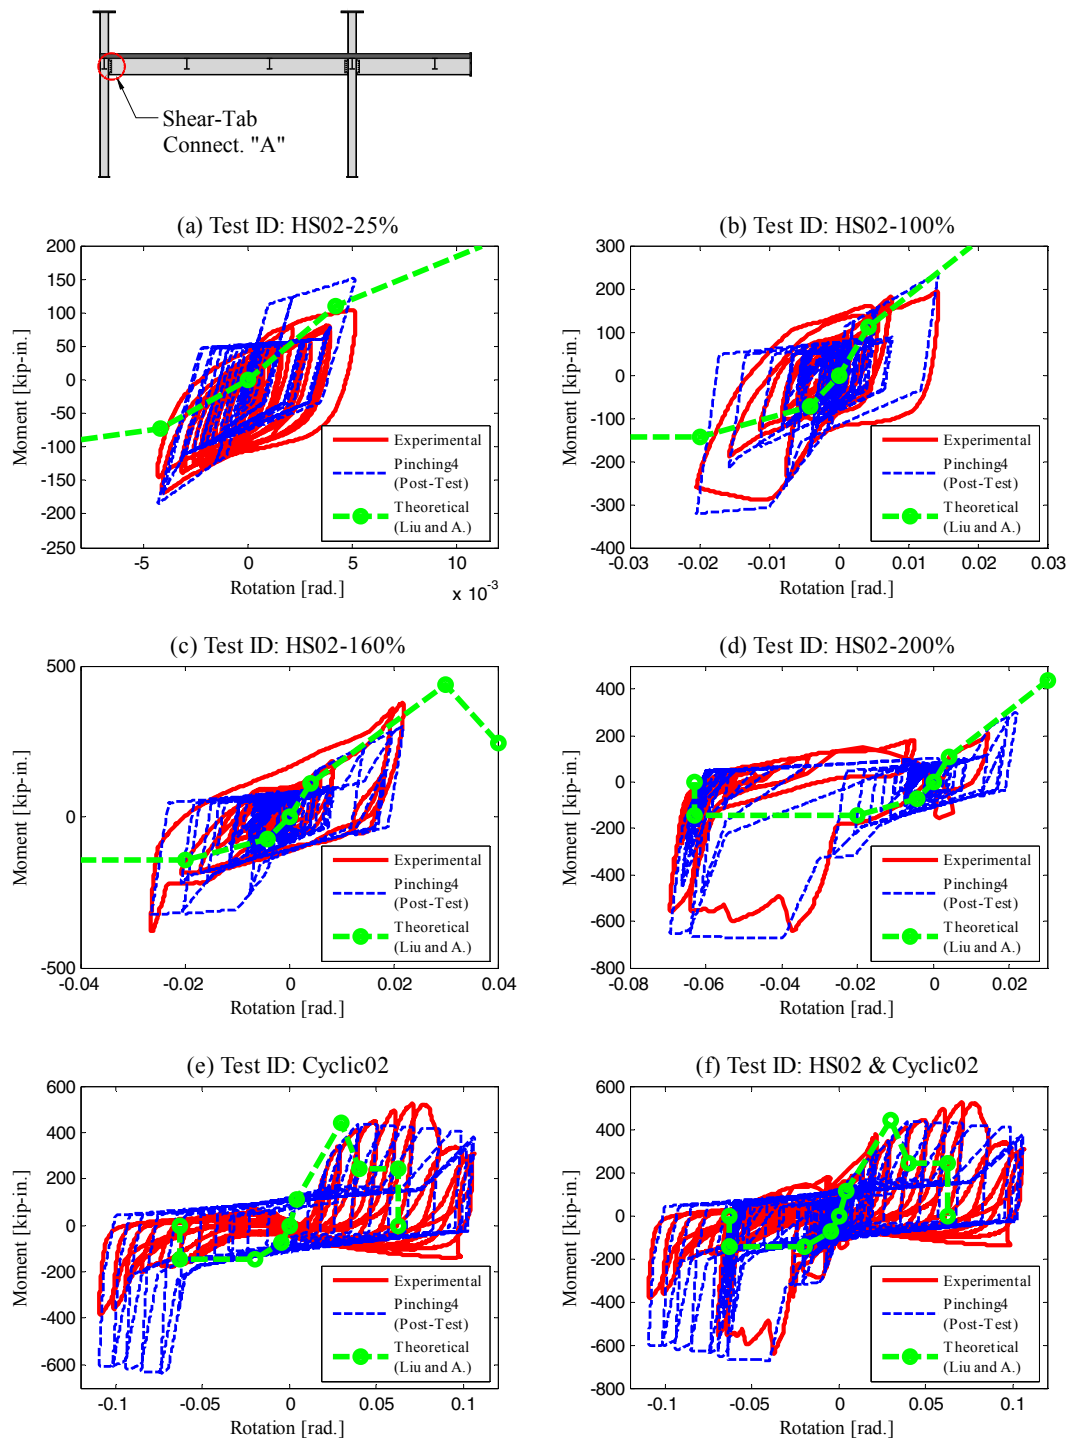 Shear-Tab
Connect. "A"
(a) Test ID: HS02-25%
200
150
100
50
0
-50
-100
-150
-200
-250
Moment [kip-in.]
Experimental
Pinching4
(Post-Test)
Theoretical
(Liu and A.)
-5 0 5 10
Rotation [rad.]
x 10-3
(b) Test ID: HS02-100%
300
200
100
0
-100
-200
-300
-400
Moment [kip-in.]
Experimental
Pinching4
(Post-Test)
Theoretical
(Liu and A.)
-0.03 -0.02 -0.01 0 0.01 0.02 0.03
Rotation [rad.]
(c) Test ID: HS02-160%
500
0
-500
Moment [kip-in.]
Experimental
Pinching4
(Post-Test)
Theoretical
(Liu and A.)
-0.04 -0.02 0 0.02 0.04
Rotation [rad.]
(d) Test ID: HS02-200%
400
200
0
-200
-400
-600
-800
Moment [kip-in.]
Experimental
Pinching4
(Post-Test)
Theoretical
(Liu and A.)
-0.08 -0.06 -0.04 -0.02 0 0.02
Rotation [rad.]
(e) Test ID: Cyclic02
600
400
200
0
-200
-400
-600
Moment [kip-in.]
Experimental
Pinching4
(Post-Test)
Theoretical
(Liu and A.)
-0.1 -0.05 0 0.05 0.1
Rotation [rad.]
(f) Test ID: HS02 & Cyclic02
600
400
200
0
-200
-400
-600
-800
Moment [kip-in.]
Experimental
Pinching4
(Post-Test)
Theoretical
(Liu and A.)
-0.1 -0.05 0 0.05 0.1
Rotation [rad.]